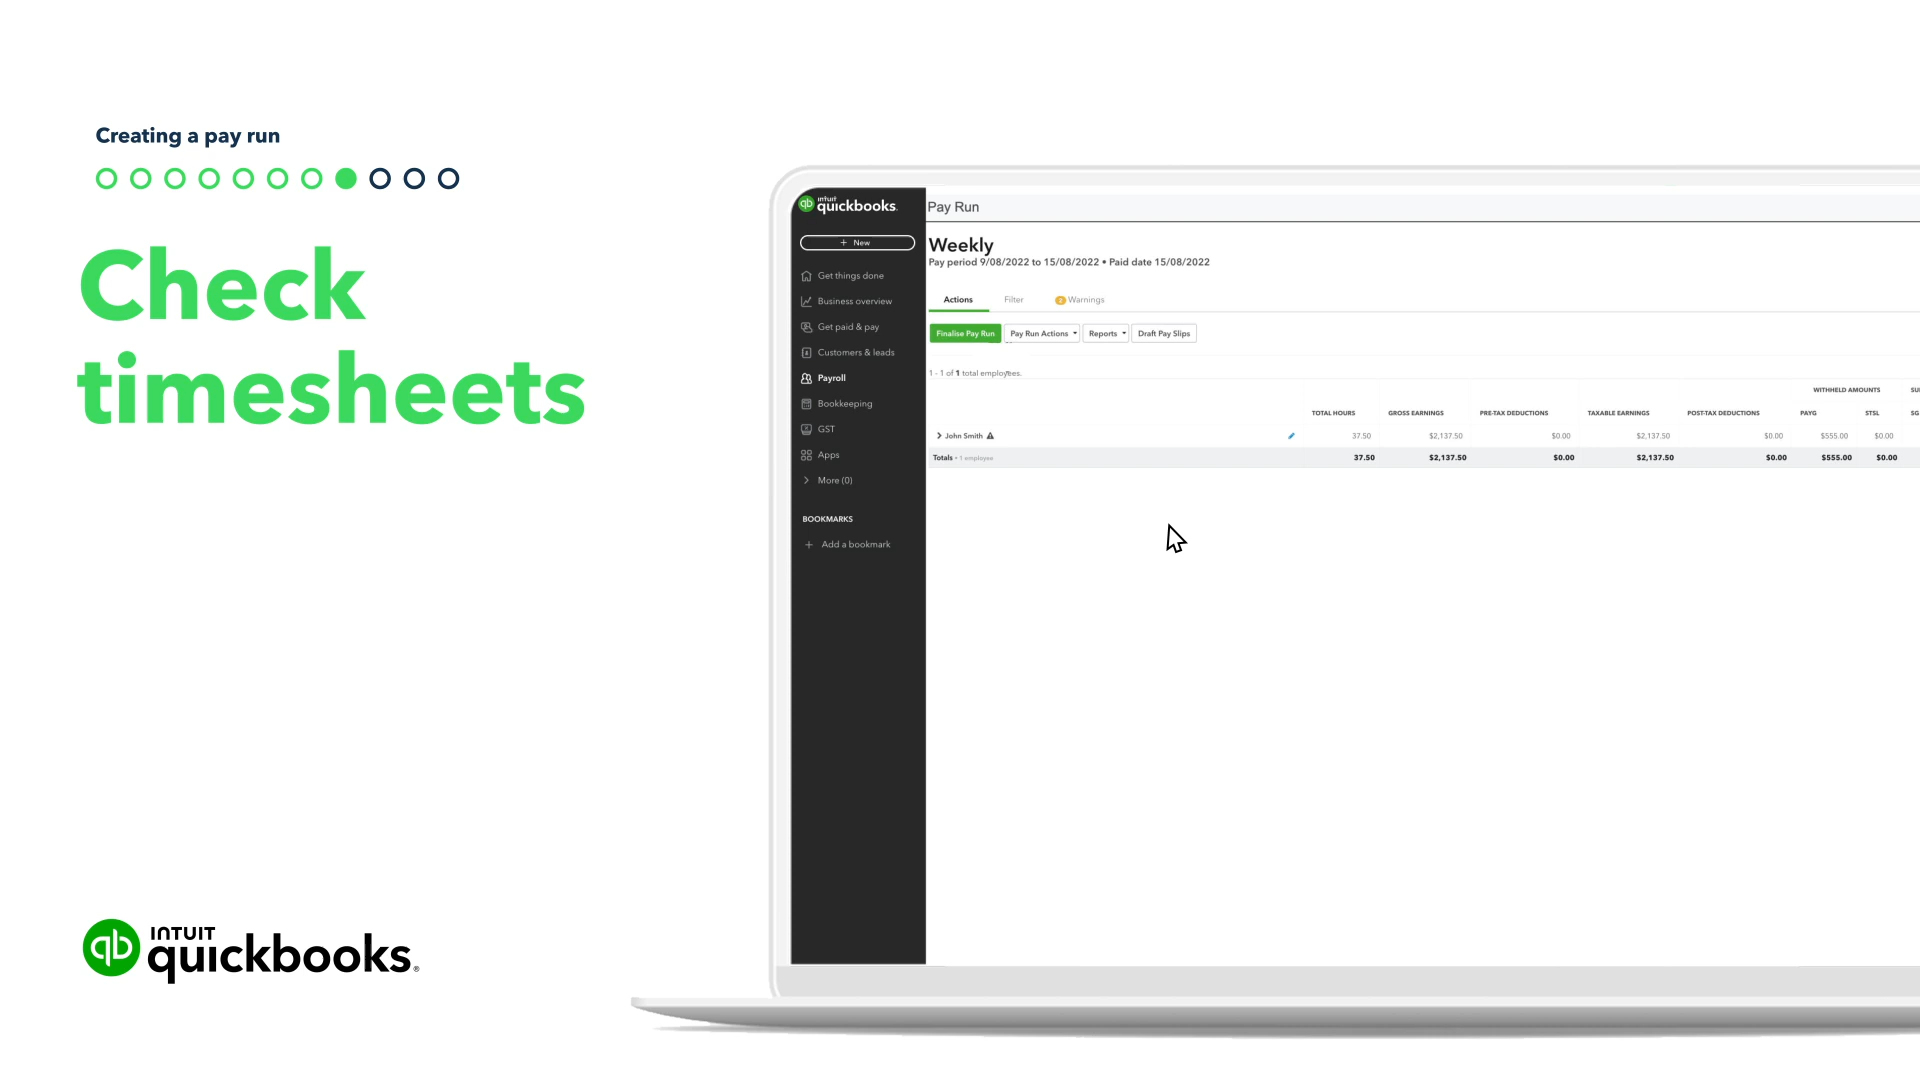 Creating a pay run
Check
timesheets
INTUIT
quickbooks®
intuit
quickbooks.
+ New
Get things done
Business overview
Get paid & pay
Customers & leads
Payroll
Bookkeeping
GST
Apps
More (0)
BOOKMARKS
+ Add a bookmark
Pay Run
Weekly
Pay period 9/08/2022 to 15/08/2022 • Paid date 15/08/2022
Actions Filter 2 Warnings
Finalise Pay Run Pay Run Actions Reports Draft Pay Slips
1 - 1 of 1 total employees.
WITHHELD AMOUNTS SU
TOTAL HOURS GROSS EARNINGS PRE-TAX DEDUCTIONS TAXABLE EARNINGS POST-TAX DEDUCTIONS PAYG STSL SG
John Smith 37.50 $2,137.50 $0.00 $2,137.50 $0.00 $555.00 $0.00
Totals • 1 employee 37.50 $2,137.50 $0.00 $2,137.50 $0.00 $555.00 $0.00